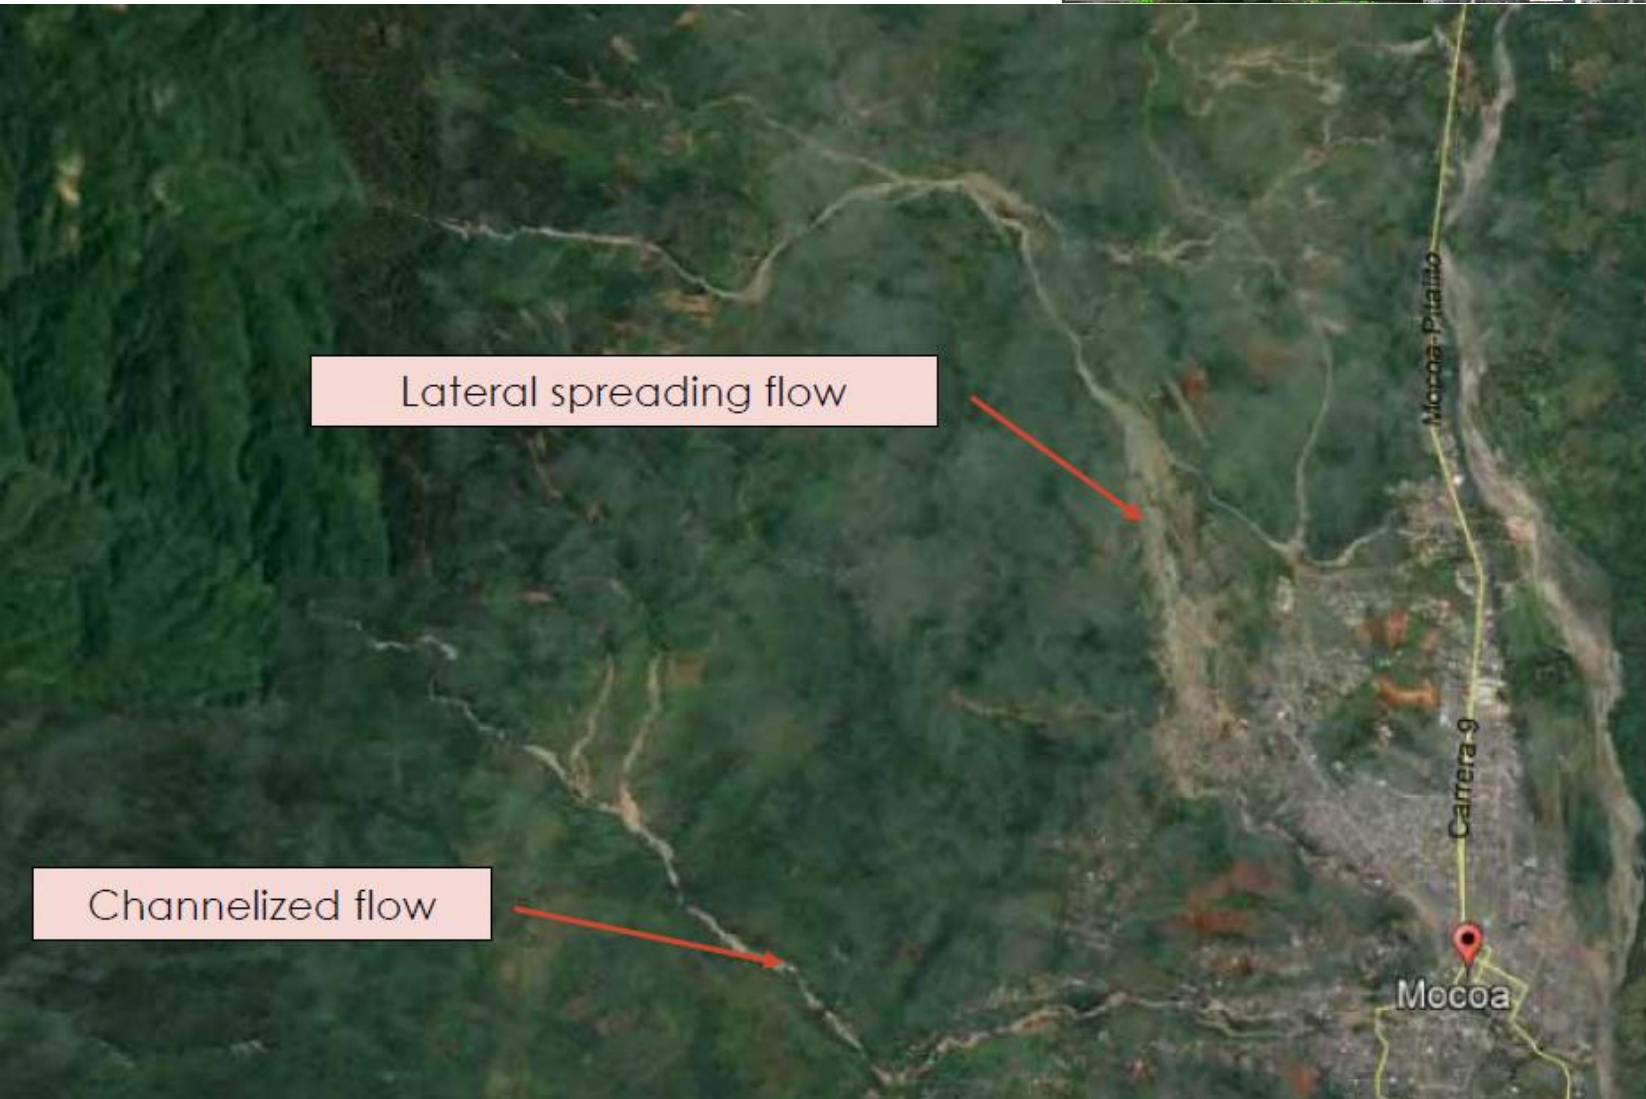 Mocoa-Pitalito
Lateral spreading flow
Carrera 9
Channelized flow
Mocoa